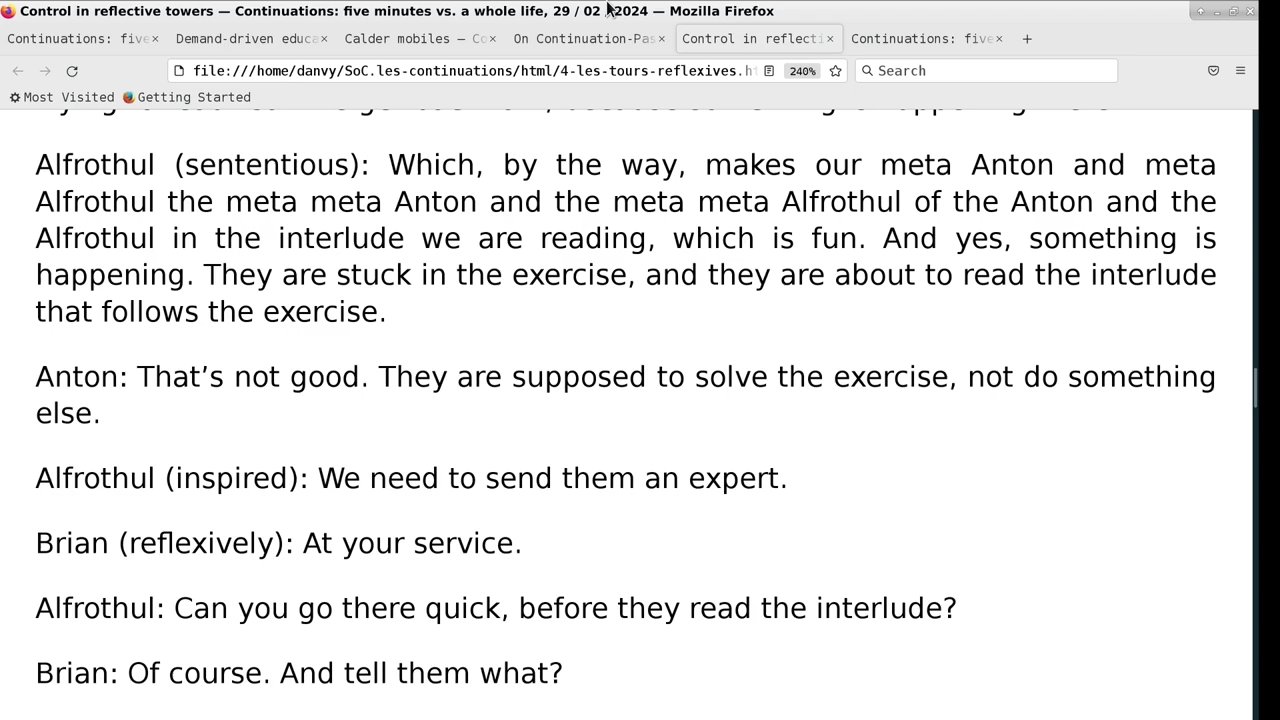 Control in reflective towers — Continuations: five minutes vs. a whole life, 29 / 02 2024 — Mozilla Firefox
Continuations: five
Demand-driven educa
Calder mobiles — Co
On Continuation-Pas
Control in reflecti
Continuations: five
file:///home/danvy/SoC.les-continuations/html/4-les-tours-reflexives.ht
240%
Search
Most Visited
Getting Started
Alfrothul (sententious): Which, by the way, makes our meta Anton and meta
Alfrothul the meta meta Anton and the meta meta Alfrothul of the Anton and the
Alfrothul in the interlude we are reading, which is fun. And yes, something is
happening. They are stuck in the exercise, and they are about to read the interlude
that follows the exercise.
Anton: That’s not good. They are supposed to solve the exercise, not do something
else.
Alfrothul (inspired): We need to send them an expert.
Brian (reflexively): At your service.
Alfrothul: Can you go there quick, before they read the interlude?
Brian: Of course. And tell them what?